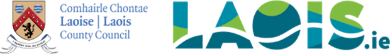 Comhairle Chontae
Laoise | Laois
County Council
LAOIS.ie